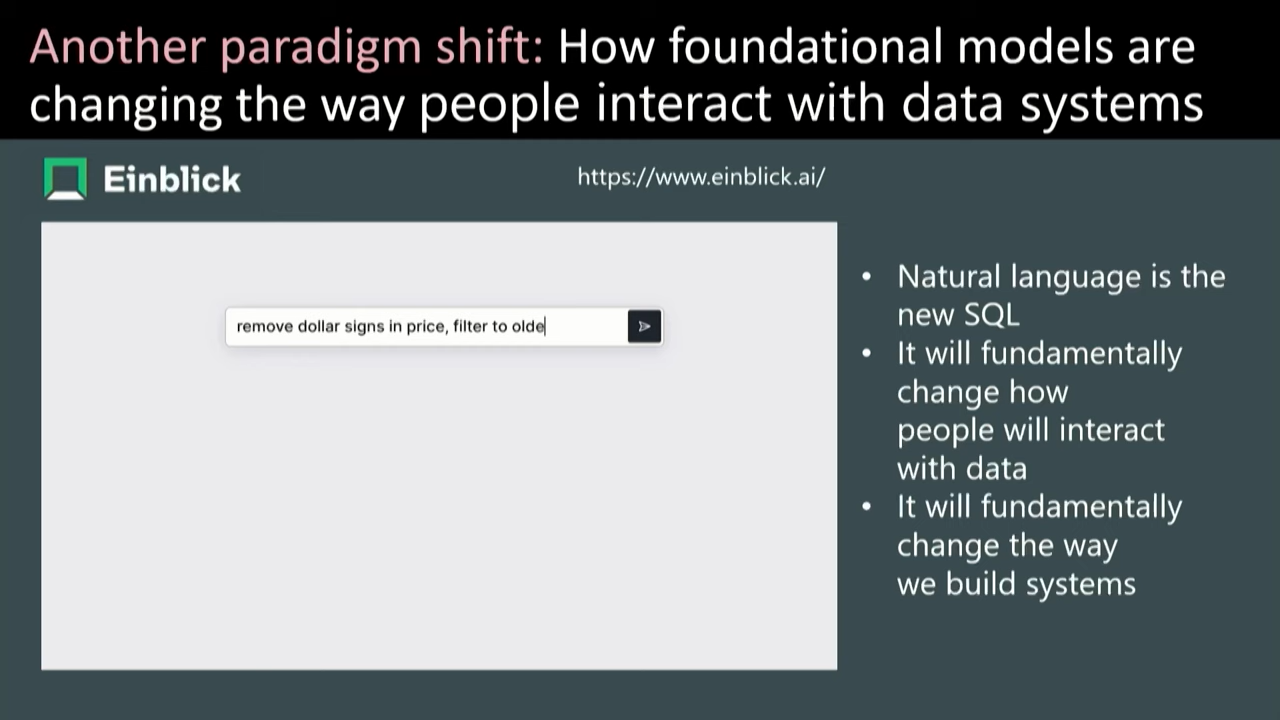 Another paradigm shift: How foundational models are
changing the way people interact with data systems
Einblick
https://www.einblick.ai/
remove dollar signs in price, filter to olde
• Natural language is the
new SQL
• It will fundamentally
change how
people will interact
with data
• It will fundamentally
change the way
we build systems